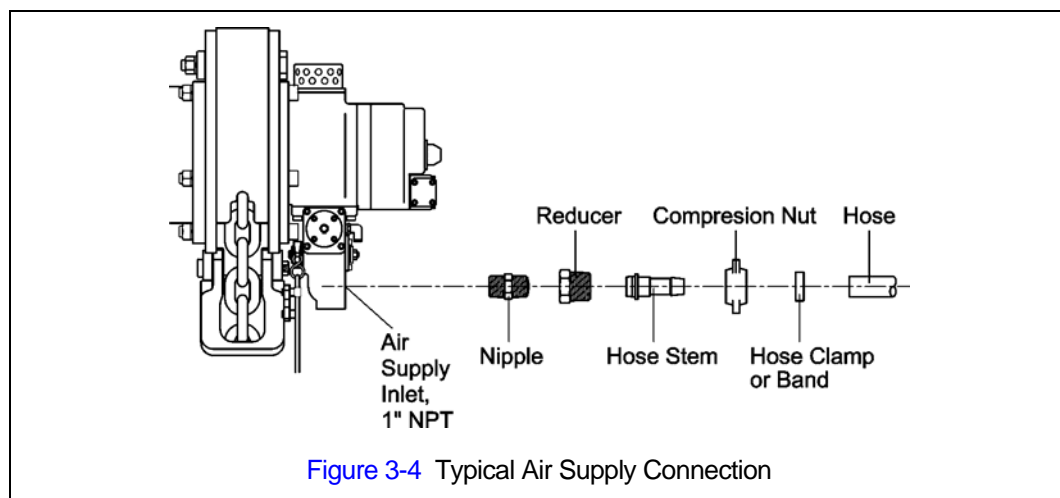 Reducer
Compresion Nut
Hose
Air
Supply
Inlet,
1" NPT
Nipple
Hose Stem
Hose Clamp
or Band
Figure 3-4 Typical Air Supply Connection